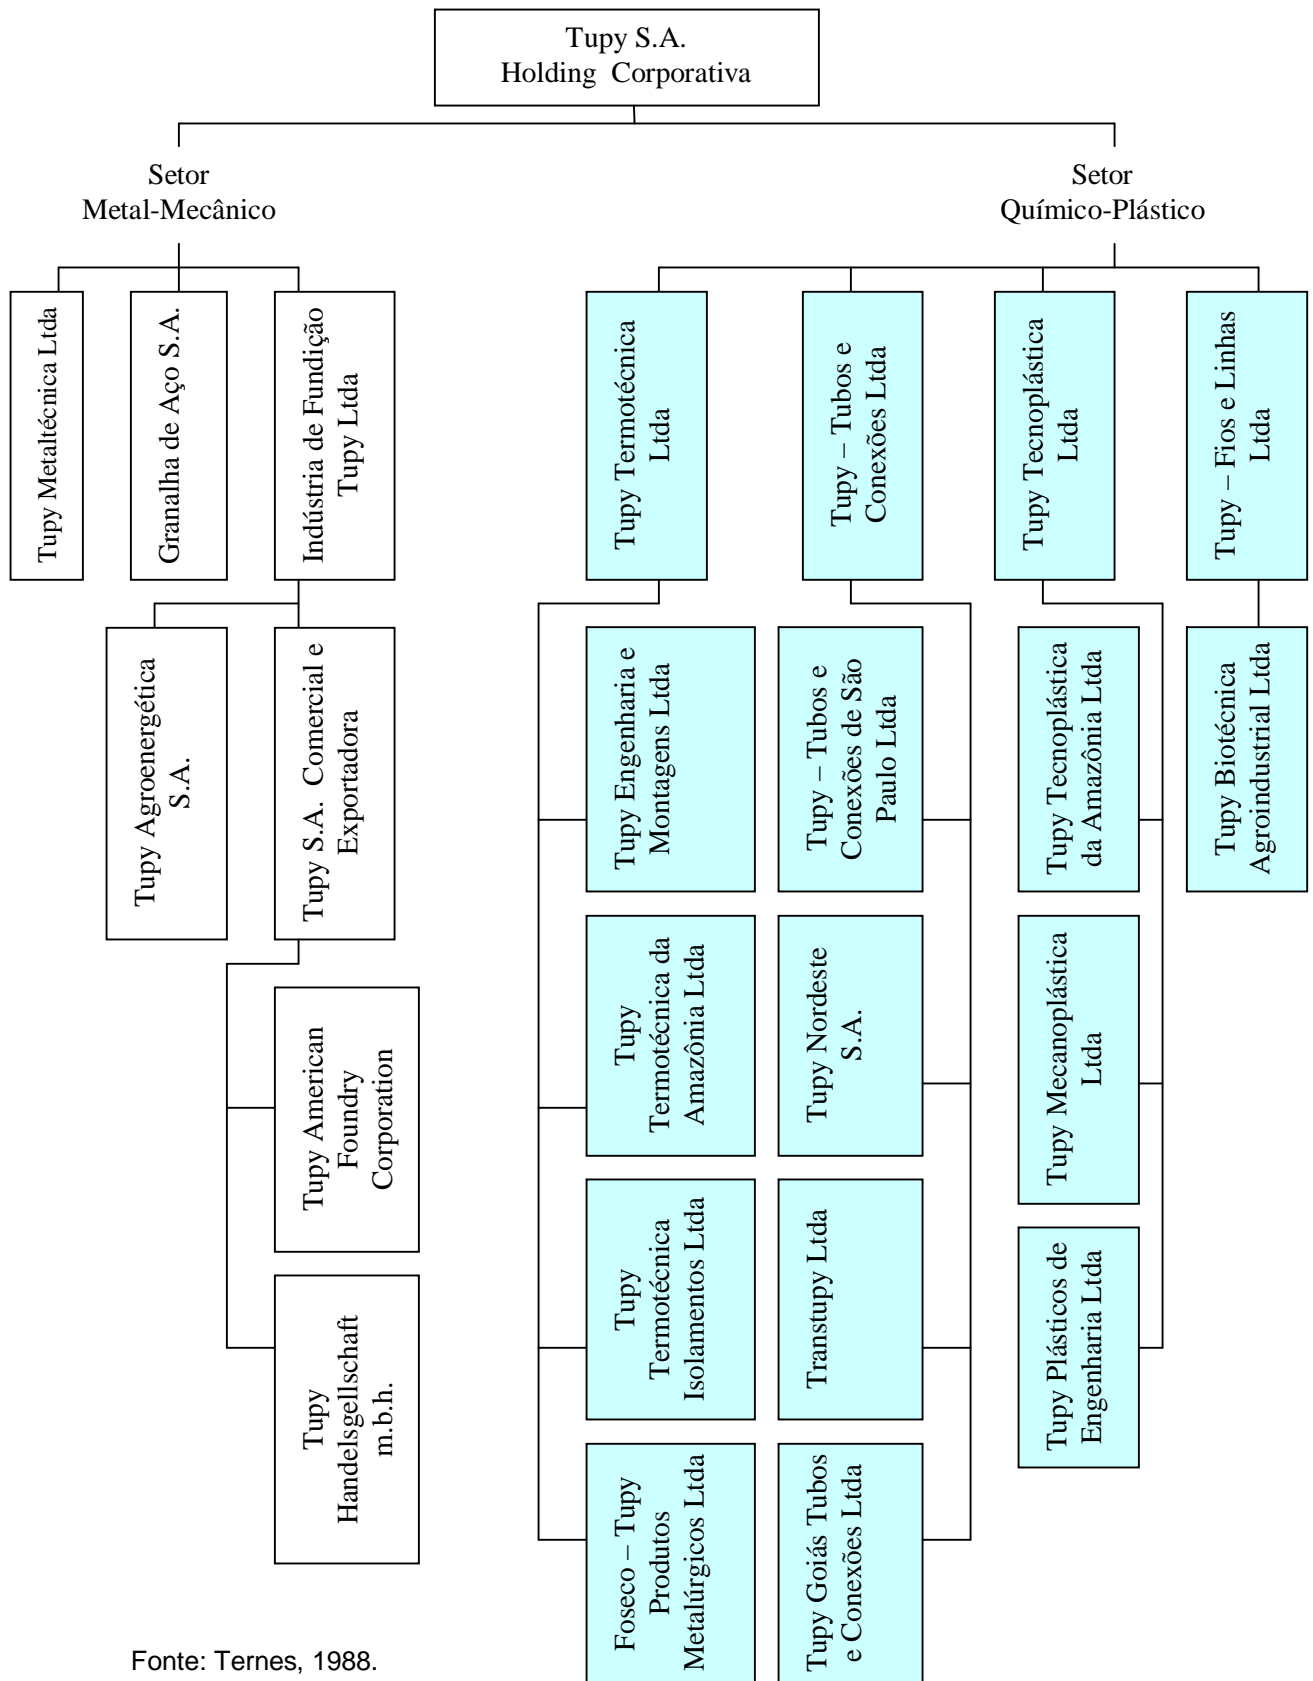 Tupy S.A.
Holding Corporativa
Setor
Metal-Mecânico
Setor
Químico-Plástico
Tupy Metaltécnica Ltda
Granalha de Aço S.A.
Indústria de Fundição
Tupy Ltda
Tupy Termotécnica
Ltda
Tupy – Tubos e
Conexões Ltda
Tupy Tecnoplástica
Ltda
Tupy – Fios e Linhas
Ltda
Tupy Agroenergética
S.A.
Tupy S.A. Comercial e
Exportadora
Tupy Engenharia e
Montagens Ltda
Tupy – Tubos e
Conexões de São
Paulo Ltda
Tupy Tecnoplástica
da Amazônia Ltda
Tupy Biotécnica
Agroindustrial Ltda
Tupy American
Foundry
Corporation
Tupy
Termotécnica da
Amazônia Ltda
Tupy Nordeste
S.A.
Tupy Mecanoplástica
Ltda
Tupy
Handelsgellschaft
m.b.h.
Tupy
Termotécnica
Isolamentos Ltda
Transtupy Ltda
Tupy Plásticos de
Engenharia Ltda
Foseco – Tupy
Produtos
Metalúrgicos Ltda
Tupy Goiás Tubos
e Conexões Ltda
Fonte: Ternes, 1988.